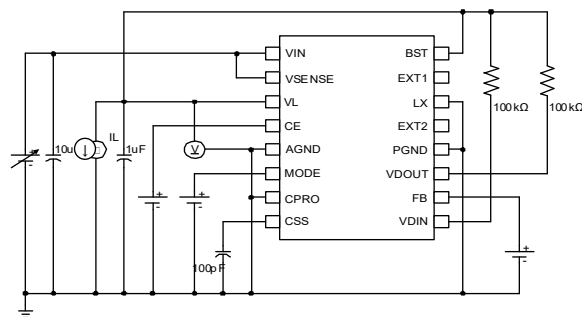 VIN
BST
VSENSE
EXT1
VL
LX
CE
EXT2
AGND
PGND
MODE
VDOUT
CPRO
FB
CSS
VDIN
100kΩ
100kΩ
10u
IL
1uF
V
100pF